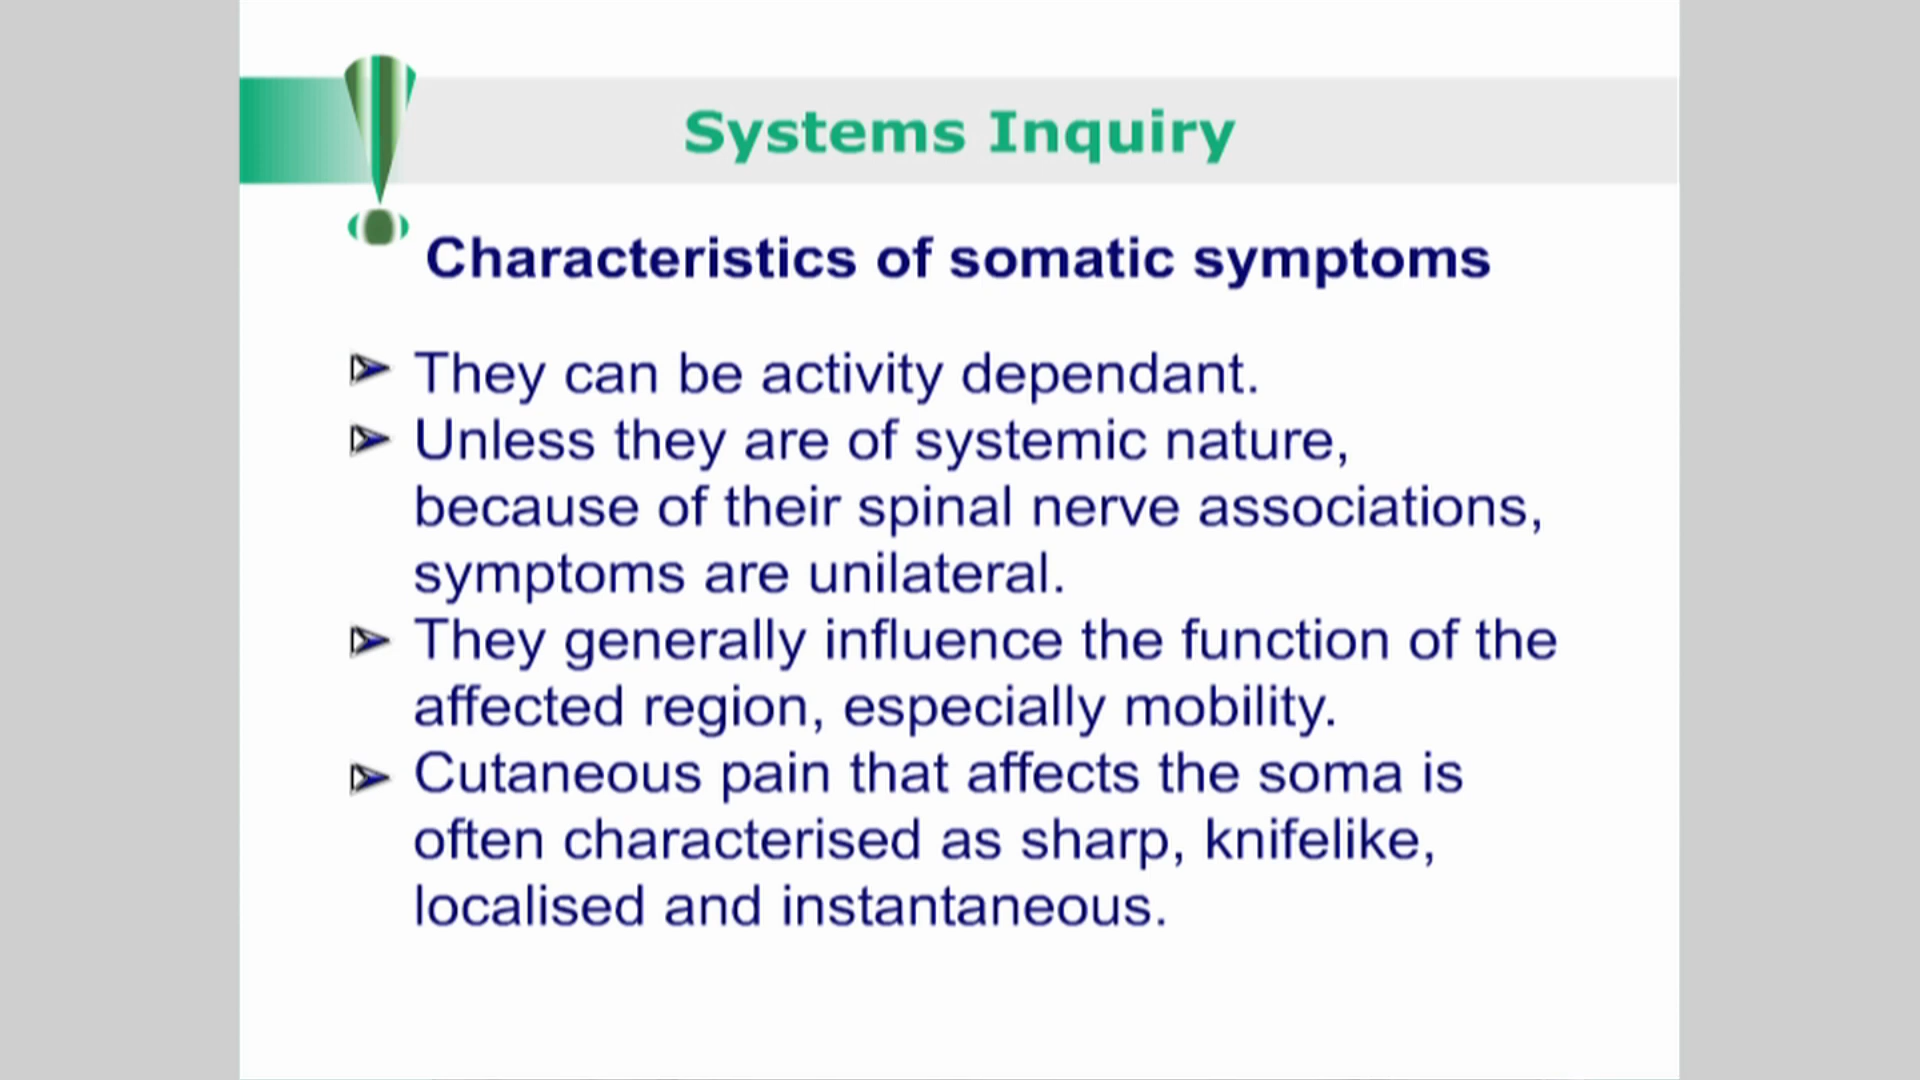 Systems Inquiry
Characteristics of somatic symptoms
They can be activity dependant.
Unless they are of systemic nature,
because of their spinal nerve associations,
symptoms are unilateral.
They generally influence the function of the
affected region, especially mobility.
Cutaneous pain that affects the soma is
often characterised as sharp, knifelike,
localised and instantaneous.